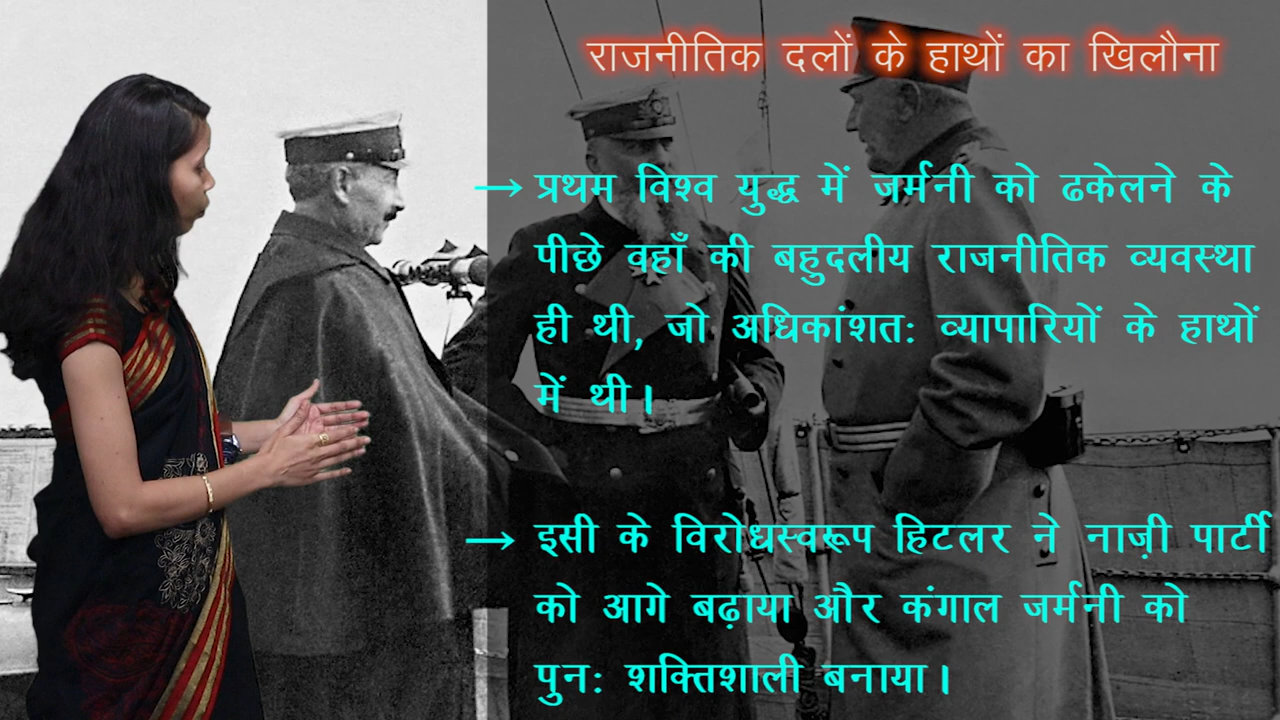 राजनीतिक दलों के हाथों का खिलौना
→ प्रथम विश्व युद्ध में जर्मनी को ढकेलने के
पीछे वहाँ की बहुदलीय राजनीतिक व्यवस्था
ही थी, जो अधिकांशत: व्यापारियों के हाथों
में थी।
→ इसी के विरोधस्वरूप हिटलर ने नाज़ी पार्टी
को आगे बढ़ाया और कंगाल जर्मनी को
पुन: शक्तिशाली बनाया।